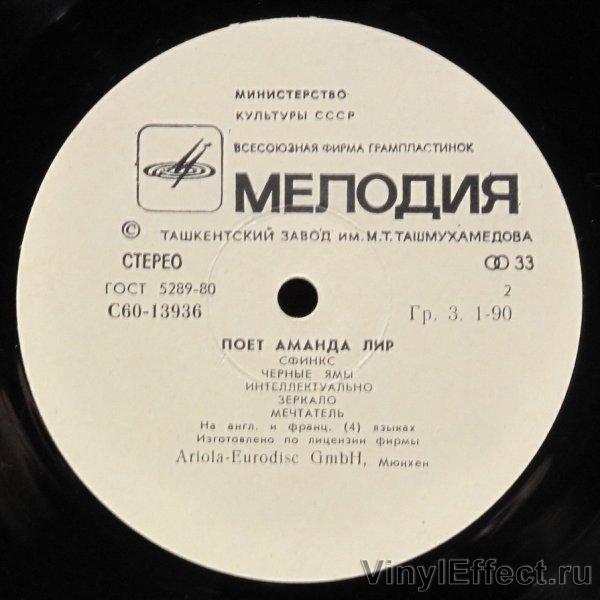 МИНИСТЕРСТВО
КУЛЬТУРЫ СССР
ВСЕСОЮЗНАЯ ФИРМА ГРАМПЛАСТИНОК
МЕЛОДИЯ
© ТАШКЕНТСКИЙ ЗАВОД ИМ. М.Т. ТАШМУХАМЕДОВА
СТЕРЕО 33
ГОСТ 5289-80 2
С60-13936 Гр. 3. 1-90
ПОЕТ АМАНДА ЛИР
СФИНКС
ЧЕРНЫЕ ЯМЫ
ИНТЕЛЛЕКТУАЛЬНО
ЗЕРКАЛО
МЕЧТАТЕЛЬ
На англ. и франц. (4) языках
Изготовлено по лицензии фирмы
Ariola-Eurodisc GmbH, Мюнхен
VinylEffect.ru